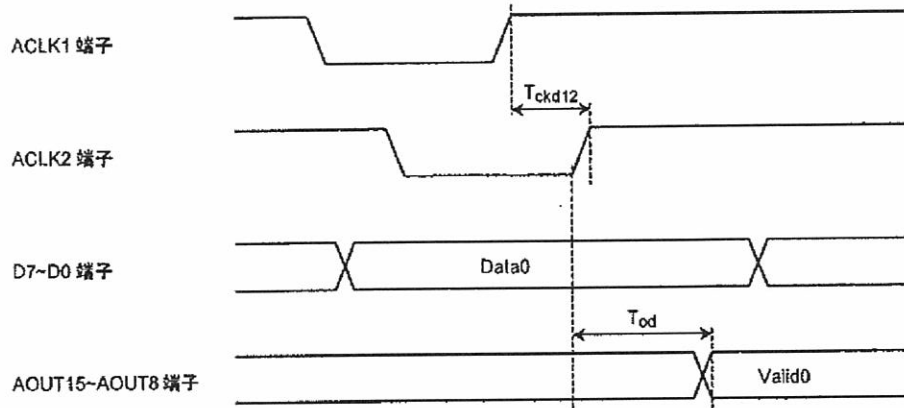 ACLK1 端子
Tckd12
ACLK2 端子
D7~D0 端子
Data0
Tod
AOUT15~AOUT8 端子
Valid0